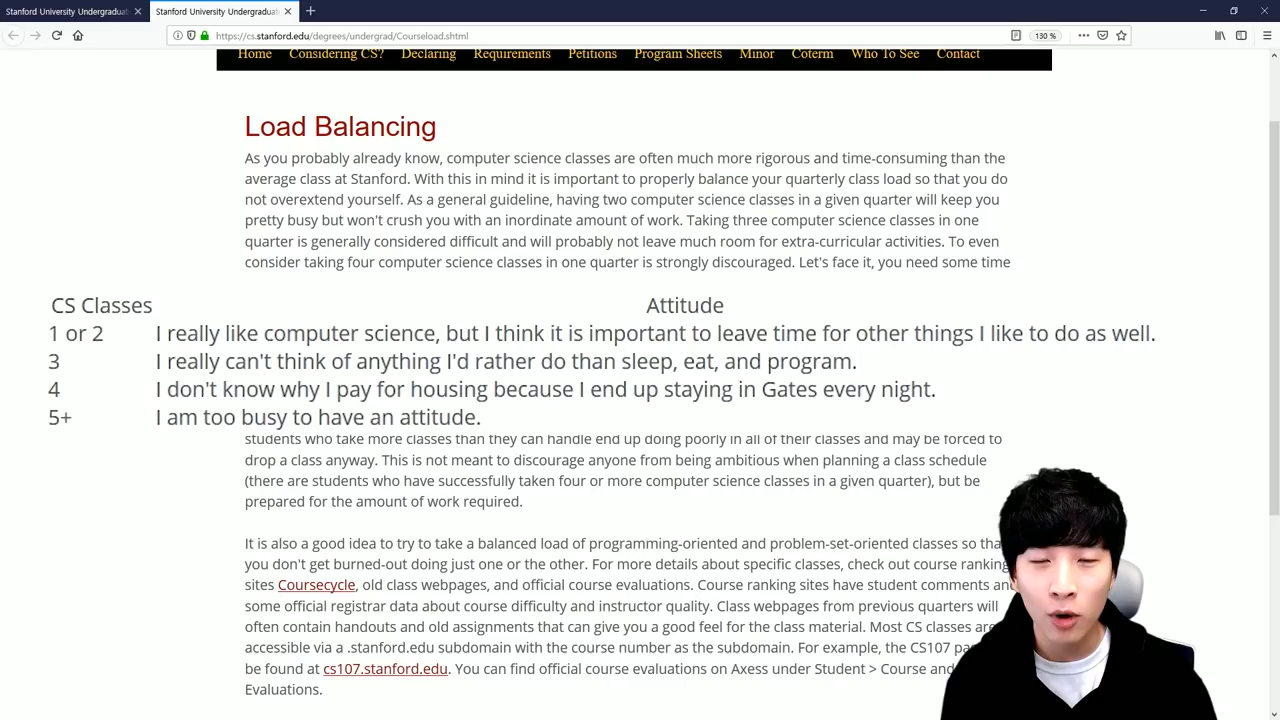 Stanford University Undergraduat
Stanford University Undergraduat
https://cs.stanford.edu/degrees/undergrad/Courseload.shtml
130 %
Home Considering CS? Declaring Requirements Petitions Program Sheets Minor Coterm Who To See Contact
Load Balancing
As you probably already know, computer science classes are often much more rigorous and time-consuming than the
average class at Stanford. With this in mind it is important to properly balance your quarterly class load so that you do
not overextend yourself. As a general guideline, having two computer science classes in a given quarter will keep you
pretty busy but won't crush you with an inordinate amount of work. Taking three computer science classes in one
quarter is generally considered difficult and will probably not leave much room for extra-curricular activities. To even
consider taking four computer science classes in one quarter is strongly discouraged. Let's face it, you need some time
CS Classes Attitude
1 or 2 I really like computer science, but I think it is important to leave time for other things I like to do as well.
3 I really can't think of anything I'd rather do than sleep, eat, and program.
4 I don't know why I pay for housing because I end up staying in Gates every night.
5+ I am too busy to have an attitude.
students who take more classes than they can handle end up doing poorly in all of their classes and may be forced to
drop a class anyway. This is not meant to discourage anyone from being ambitious when planning a class schedule
(there are students who have successfully taken four or more computer science classes in a given quarter), but be
prepared for the amount of work required.
It is also a good idea to try to take a balanced load of programming-oriented and problem-set-oriented classes so tha
you don't get burned-out doing just one or the other. For more details about specific classes, check out course ranking
sites Coursecycle, old class webpages, and official course evaluations. Course ranking sites have student comments an
some official registrar data about course difficulty and instructor quality. Class webpages from previous quarters will
often contain handouts and old assignments that can give you a good feel for the class material. Most CS classes are
accessible via a .stanford.edu subdomain with the course number as the subdomain. For example, the CS107 pa
be found at cs107.stanford.edu. You can find official course evaluations on Axess under Student > Course and
Evaluations.